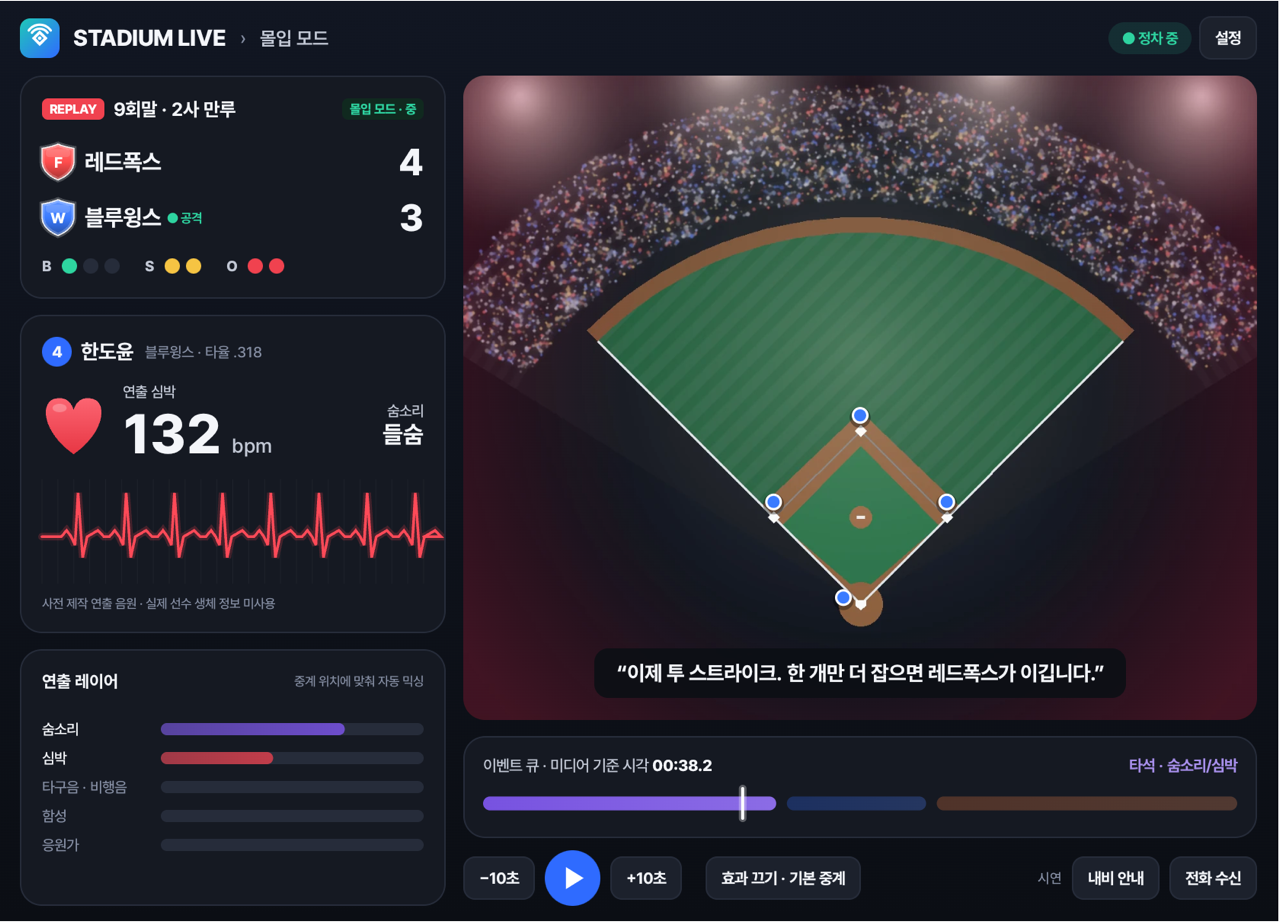 STADIUM LIVE › 몰입 모드
정차 중
설정
REPLAY 9회말 · 2사 만루
몰입 모드 · 중
F 레드폭스 4
W 블루윙스 공격 3
B S O
4 한도윤 블루윙스 · 타율 .318
연출 심박
132 bpm
숨소리
들숨
사전 제작 연출 음원 · 실제 선수 생체 정보 미사용
연출 레이어
중계 위치에 맞춰 자동 믹싱
숨소리
심박
타구음 · 비행음
함성
응원가
“이제 투 스트라이크. 한 개만 더 잡으면 레드폭스가 이깁니다.”
이벤트 큐 · 미디어 기준 시각 00:38.2
타석 · 숨소리/심박
−10초
+10초
효과 끄기 · 기본 중계
시연
내비 안내
전화 수신